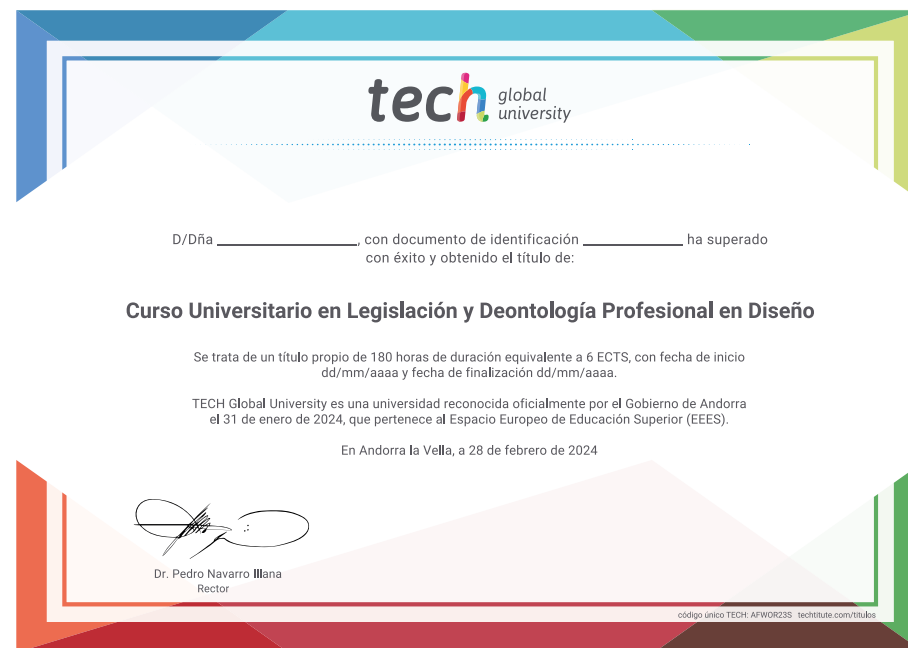 tech global university
D/Dña ______________, con documento de identificación __________ ha superado
con éxito y obtenido el título de:
Curso Universitario en Legislación y Deontología Profesional en Diseño
Se trata de un título propio de 180 horas de duración equivalente a 6 ECTS, con fecha de inicio
dd/mm/aaaa y fecha de finalización dd/mm/aaaa.
TECH Global University es una universidad reconocida oficialmente por el Gobierno de Andorra
el 31 de enero de 2024, que pertenece al Espacio Europeo de Educación Superior (EEES).
En Andorra la Vella, a 28 de febrero de 2024
Dr. Pedro Navarro Illana
Rector
código único TECH: AFWOR23S techtitute.com/titulos